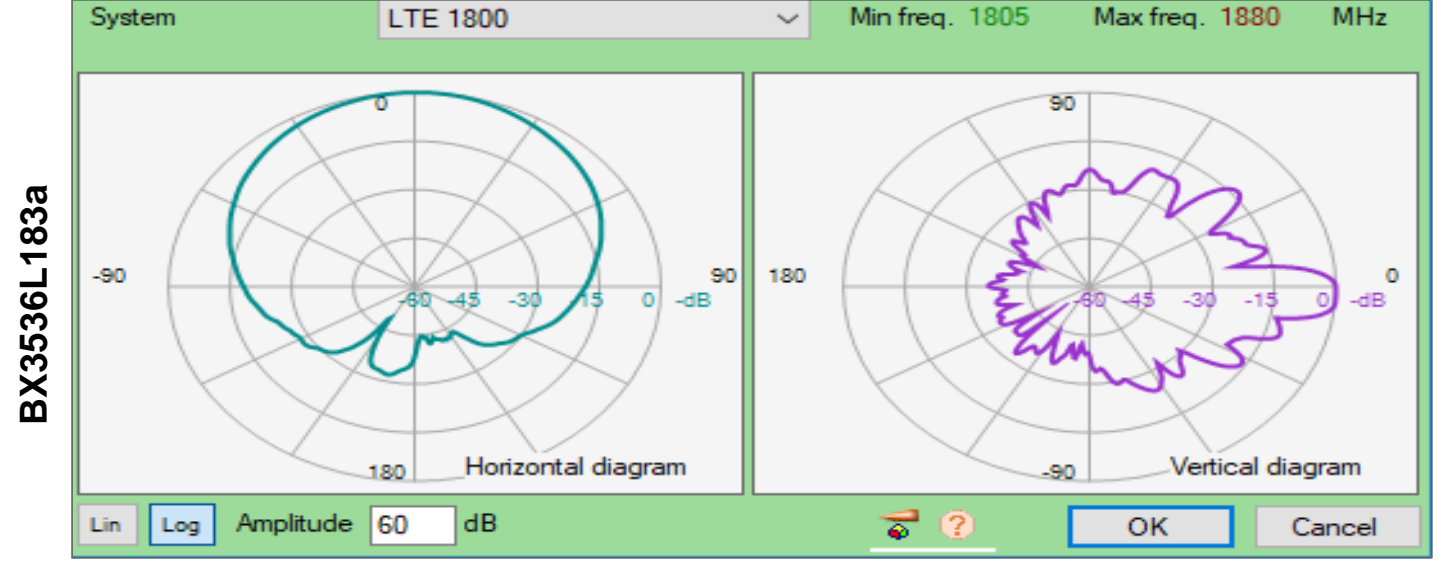 BX3536L183a
System LTE 1800 Min freq. 1805 Max freq. 1880 MHz
0
-90 90
-60 -45 -30 -15 0 -dB
180
Horizontal diagram
90
180 0
-60 -45 -30 -15 0 -dB
-90
Vertical diagram
Lin Log Amplitude 60 dB ? OK Cancel